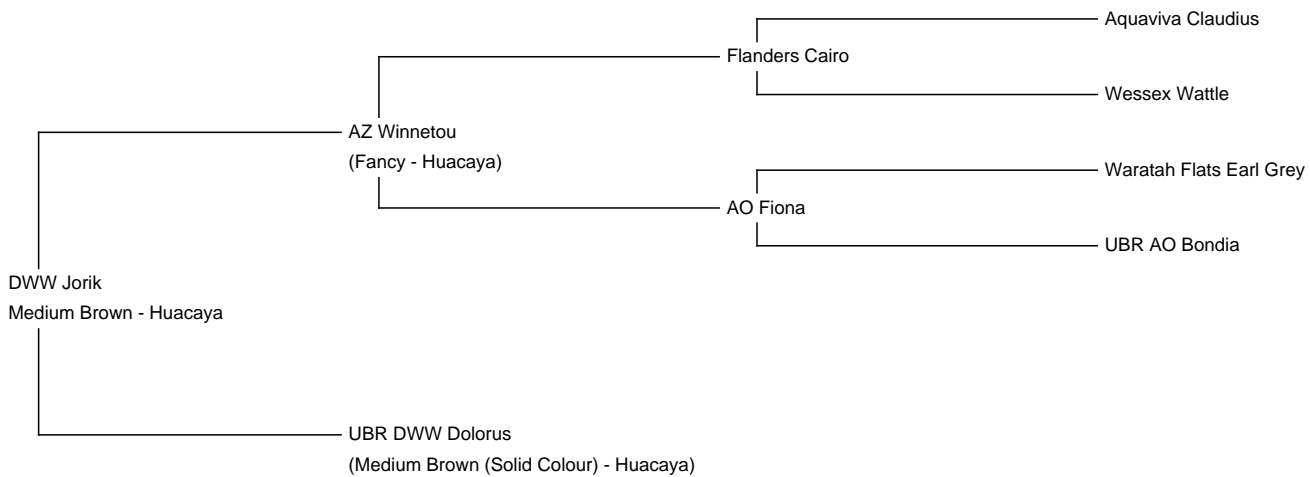 Aquaviva Claudius
Flanders Cairo
Wessex Wattle
AZ Winnetou
(Fancy - Huacaya)
Waratah Flats Earl Grey
AO Fiona
UBR AO Bondia
DWW Jorik
Medium Brown - Huacaya
UBR DWW Dolorus
(Medium Brown (Solid Colour) - Huacaya)